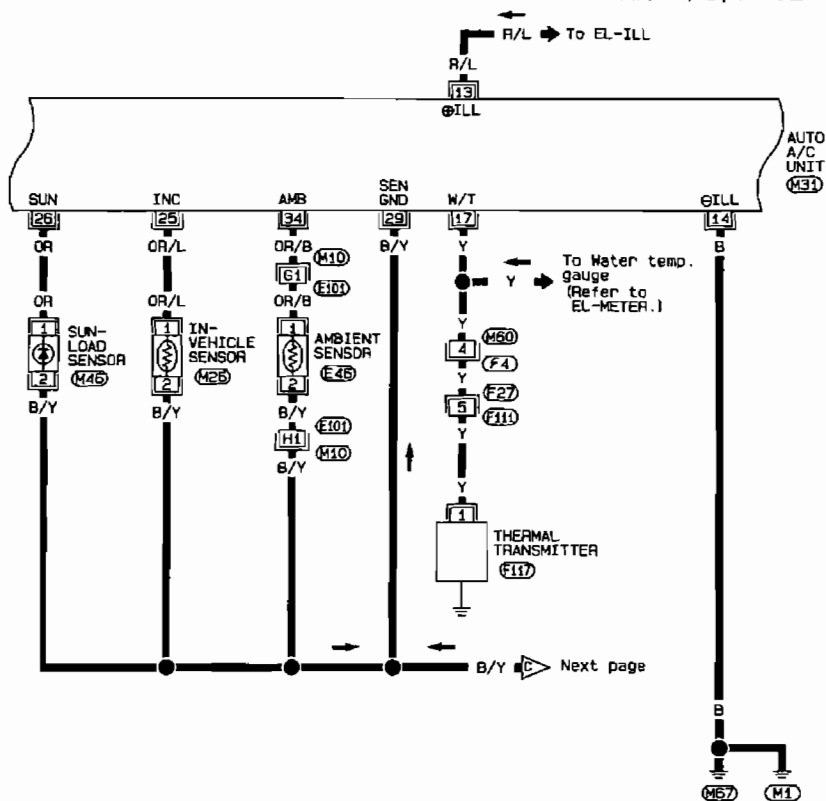 R/L To EL-ILL
R/L
13
⊕ILL
AUTO
A/C
UNIT
M31
SUN INC AMB SEN
GND W/T ⊖ILL
26 25 34 29 17 14
OR OR/L OR/B B/Y Y B
G1 M10
E101
To Water temp.
gauge
(Refer to
EL-METER.)
Y
OR OR/L OR/B Y
1 SUN-
LOAD
SENSOR
M46
2
1 IN-
VEHICLE
SENSOR
M26
2
1 AMBIENT
SENSOR
E46
2
4 M60
F4
Y
5 F27
F111
Y
B/Y B/Y B/Y
H1 E101
M10
B/Y
Y
1
THERMAL
TRANSMITTER
F117
B/Y C Next page
B
M67 M1